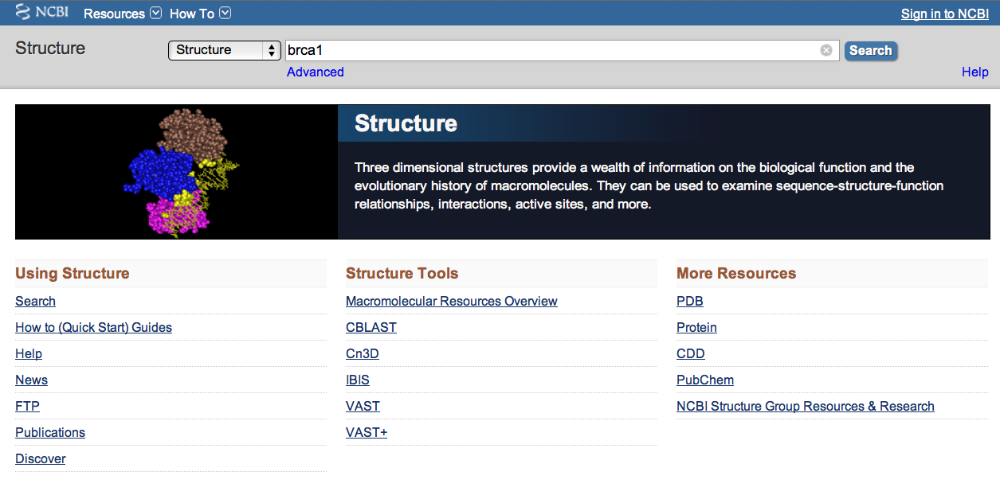 NCBI Resources How To Sign in to NCBI
Structure Structure brca1 Search
Advanced Help
Structure
Three dimensional structures provide a wealth of information on the biological function and the
evolutionary history of macromolecules. They can be used to examine sequence-structure-function
relationships, interactions, active sites, and more.
Using Structure
Search
How to (Quick Start) Guides
Help
News
FTP
Publications
Discover
Structure Tools
Macromolecular Resources Overview
CBLAST
Cn3D
IBIS
VAST
VAST+
More Resources
PDB
Protein
CDD
PubChem
NCBI Structure Group Resources & Research